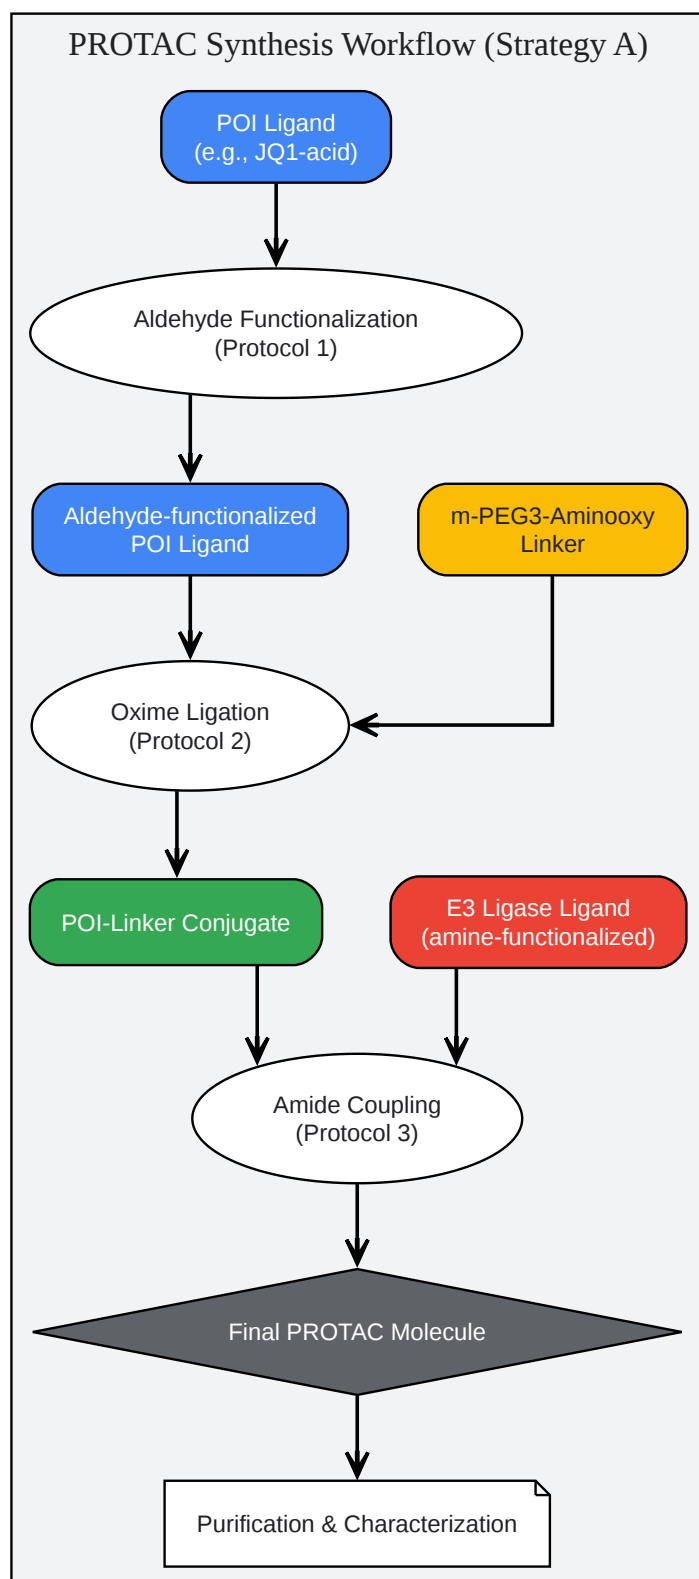 PROTAC Synthesis Workflow (Strategy A)
POI Ligand
(e.g., JQ1-acid)
Aldehyde Functionalization
(Protocol 1)
Aldehyde-functionalized
POI Ligand
m-PEG3-Aminooxy
Linker
Oxime Ligation
(Protocol 2)
POI-Linker Conjugate
E3 Ligase Ligand
(amine-functionalized)
Amide Coupling
(Protocol 3)
Final PROTAC Molecule
Purification & Characterization